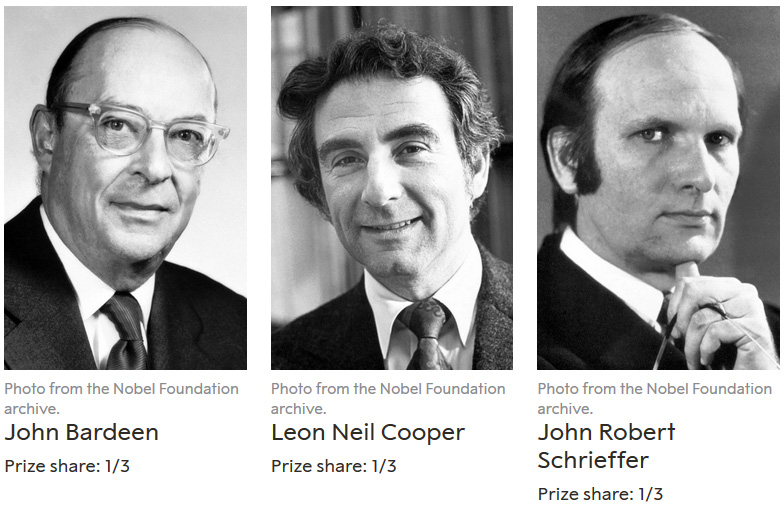 Photo from the Nobel Foundation
archive.
John Bardeen
Prize share: 1/3
Photo from the Nobel Foundation
archive.
Leon Neil Cooper
Prize share: 1/3
Photo from the Nobel Foundation
archive.
John Robert
Schrieffer
Prize share: 1/3